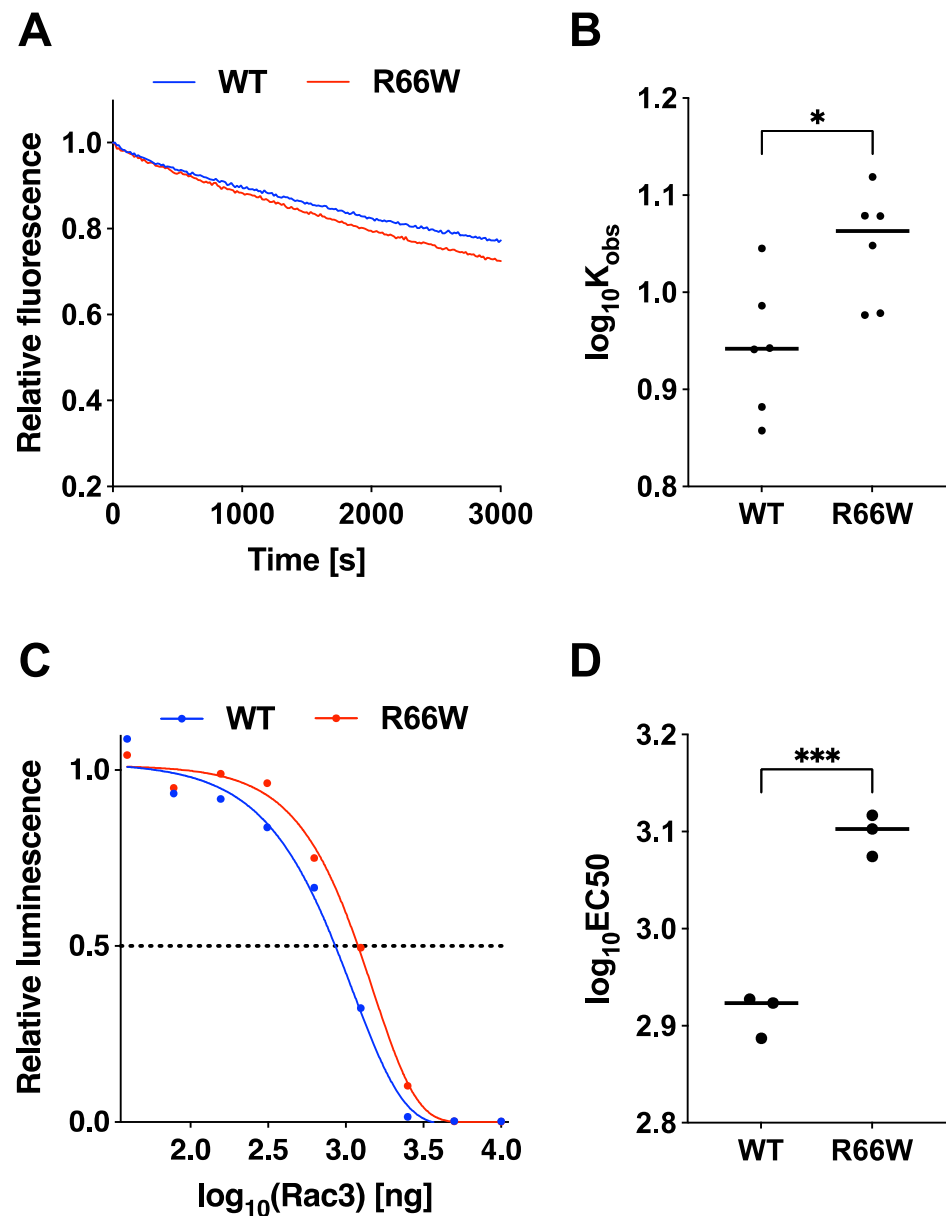 A
WT R66W
Relative fluorescence
1.0
0.8
0.6
0.4
0.2
0 1000 2000 3000
Time [s]
B
log10Kobs
1.2
1.1
1.0
0.9
0.8
*
WT R66W
C
WT R66W
Relative luminescence
1.0
0.5
0.0
2.0 2.5 3.0 3.5 4.0
log10(Rac3) [ng]
D
log10EC50
3.2
3.1
3.0
2.9
2.8
***
WT R66W